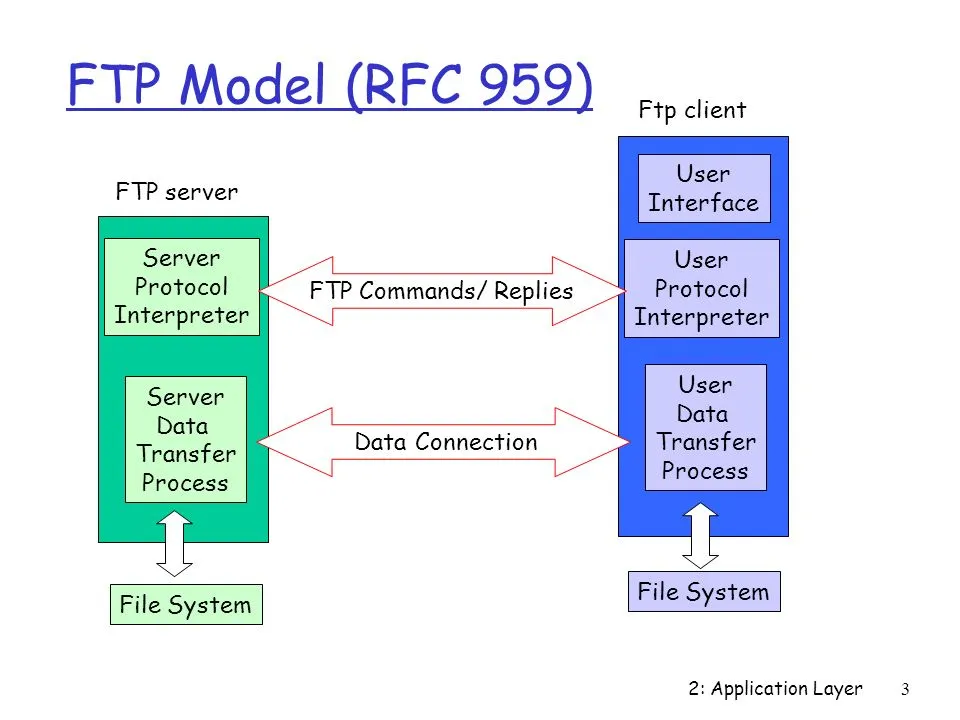 FTP Model (RFC 959)
Ftp client
FTP server
User
Interface
Server
Protocol
Interpreter
FTP Commands/ Replies
User
Protocol
Interpreter
Server
Data
Transfer
Process
Data Connection
User
Data
Transfer
Process
File System
File System
2: Application Layer 3